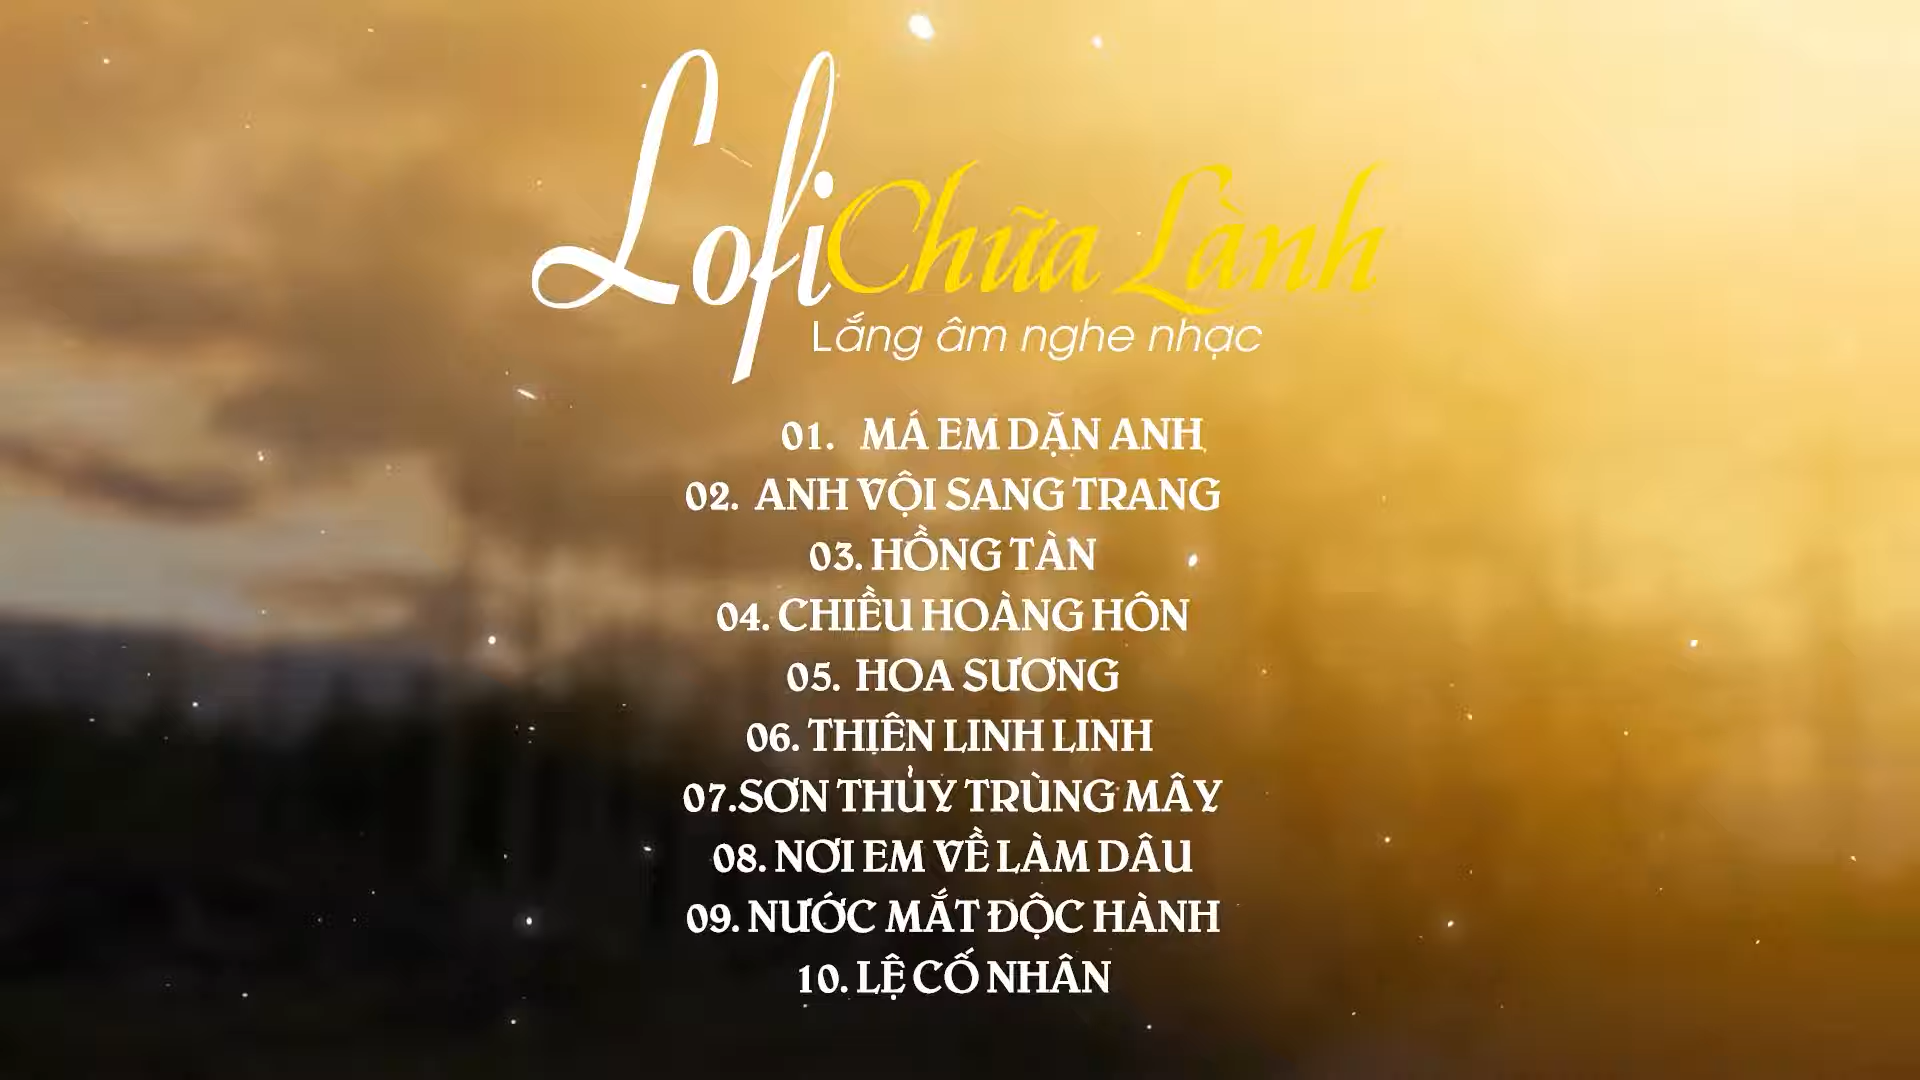 Lofi Chữa Lành
Lắng âm nghe nhạc
01. MÁ EM DẶN ANH
02. ANH VỘI SANG TRANG
03. HỒNG TÀN
04. CHIỀU HOÀNG HÔN
05. HOA SƯƠNG
06. THIÊN LINH LINH
07.SƠN THỦY TRÙNG MÂY
08. NƠI EM VỀ LÀM DÂU
09. NƯỚC MẮT ĐỘC HÀNH
10. LỆ CỐ NHÂN